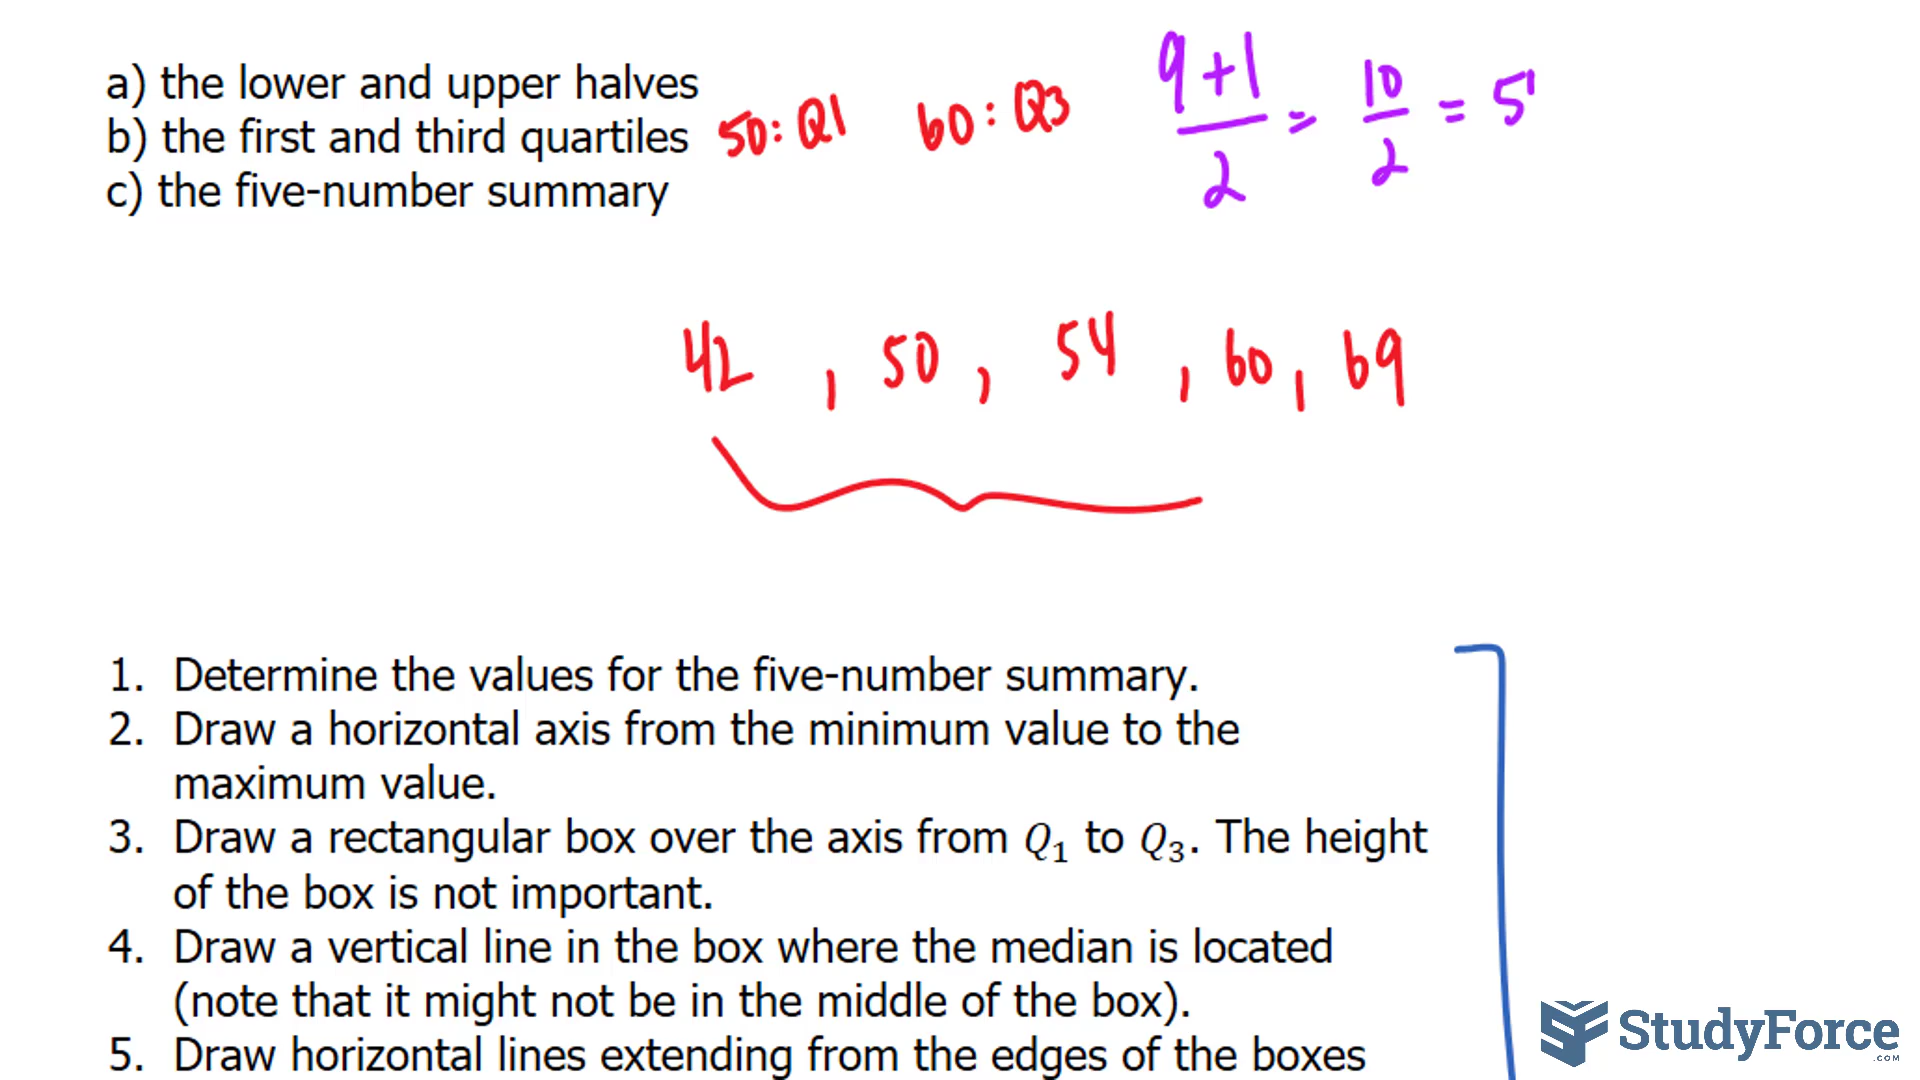 a) the lower and upper halves
b) the first and third quartiles 50: Q1 60: Q3
c) the five-number summary
9+1/2 = 10/2 = 5
42, 50, 54, 60, 69
1. Determine the values for the five-number summary.
2. Draw a horizontal axis from the minimum value to the
maximum value.
3. Draw a rectangular box over the axis from Q₁ to Q₃. The height
of the box is not important.
4. Draw a vertical line in the box where the median is located
(note that it might not be in the middle of the box).
5. Draw horizontal lines extending from the edges of the boxes
StudyForce
.COM